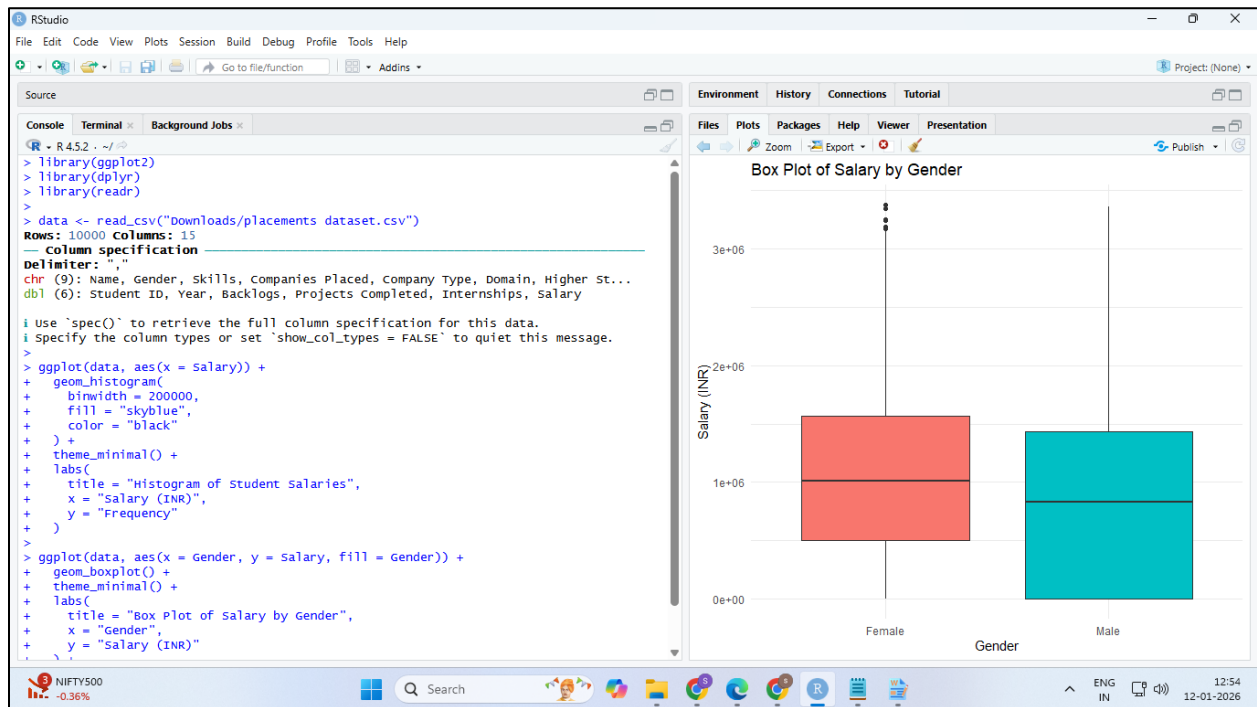 RStudio
File Edit Code View Plots Session Build Debug Profile Tools Help
Go to file/function Addins Project: (None)
Source
Console Terminal Background Jobs
R 4.5.2 · ~/
> library(ggplot2)
> library(dplyr)
> library(readr)
>
> data <- read_csv("Downloads/placements dataset.csv")
Rows: 10000 Columns: 15
── Column specification ──
Delimiter: ","
chr (9): Name, Gender, Skills, Companies Placed, Company Type, Domain, Higher St...
dbl (6): Student ID, Year, Backlogs, Projects Completed, Internships, Salary
ℹ Use `spec()` to retrieve the full column specification for this data.
ℹ Specify the column types or set `show_col_types = FALSE` to quiet this message.
>
> ggplot(data, aes(x = Salary)) +
+   geom_histogram(
+     binwidth = 200000,
+     fill = "skyblue",
+     color = "black"
+   ) +
+   theme_minimal() +
+   labs(
+     title = "Histogram of Student Salaries",
+     x = "Salary (INR)",
+     y = "Frequency"
+   )
>
> ggplot(data, aes(x = Gender, y = Salary, fill = Gender)) +
+   geom_boxplot() +
+   theme_minimal() +
+   labs(
+     title = "Box Plot of Salary by Gender",
+     x = "Gender",
+     y = "Salary (INR)"
+   ) +
Environment History Connections Tutorial
Files Plots Packages Help Viewer Presentation
Zoom Export Publish
Box Plot of Salary by Gender
Salary (INR)
3e+06
2e+06
1e+06
0e+00
Female Male
Gender
3
NIFTY500
-0.36%
Search
ENG
IN
12:54
12-01-2026